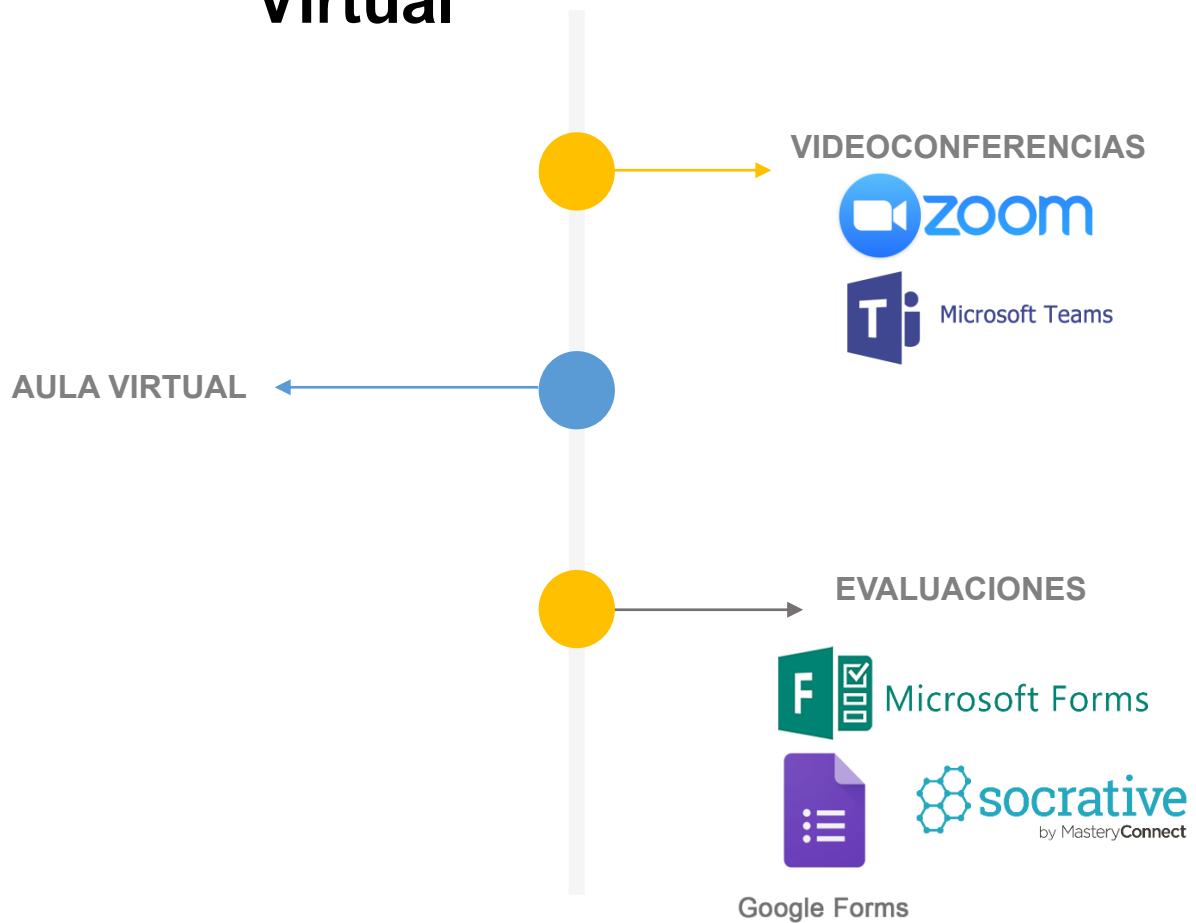 Virtual
VIDEOCONFERENCIAS
zoom
T
Microsoft Teams
AULA VIRTUAL
EVALUACIONES
F
Microsoft Forms
socrative
by MasteryConnect
Google Forms